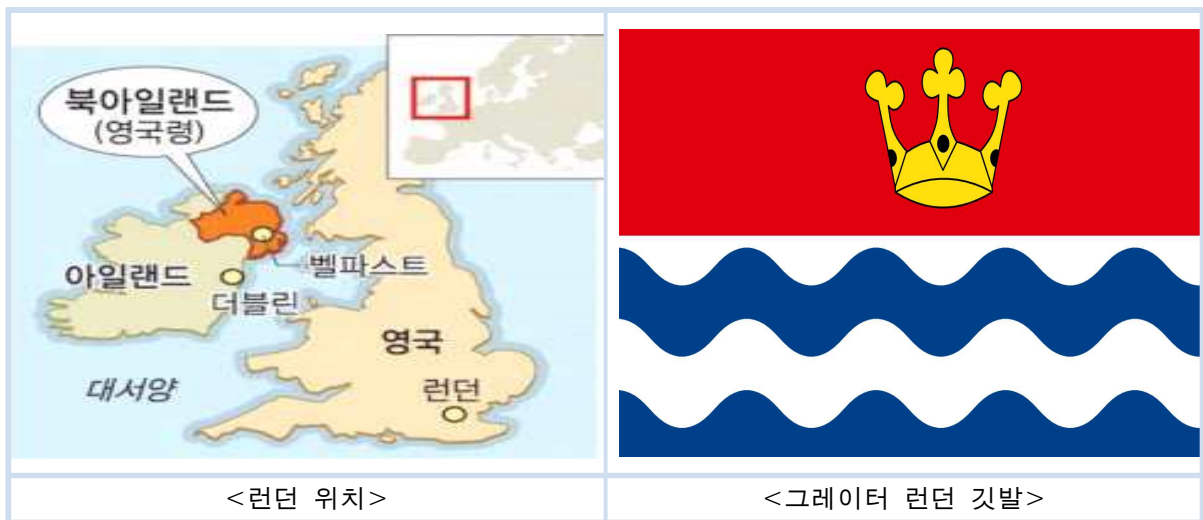 북아일랜드
(영국령)
아일랜드
벨파스트
더블린
영국
대서양
런던
<런던 위치>
<그레이터 런던 깃발>